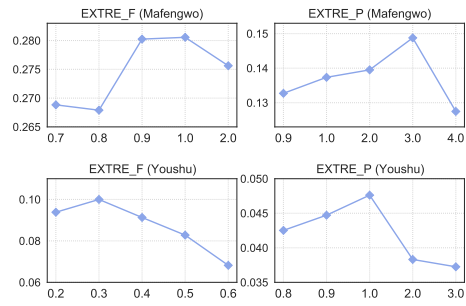 EXTRE_F (Mafengwo)
0.280
0.275
0.270
0.265
0.7 0.8 0.9 1.0 2.0
EXTRE_P (Mafengwo)
0.15
0.14
0.13
0.9 1.0 2.0 3.0 4.0
EXTRE_F (Youshu)
0.10
0.08
0.06
0.2 0.3 0.4 0.5 0.6
EXTRE_P (Youshu)
0.050
0.045
0.040
0.035
0.8 0.9 1.0 2.0 3.0